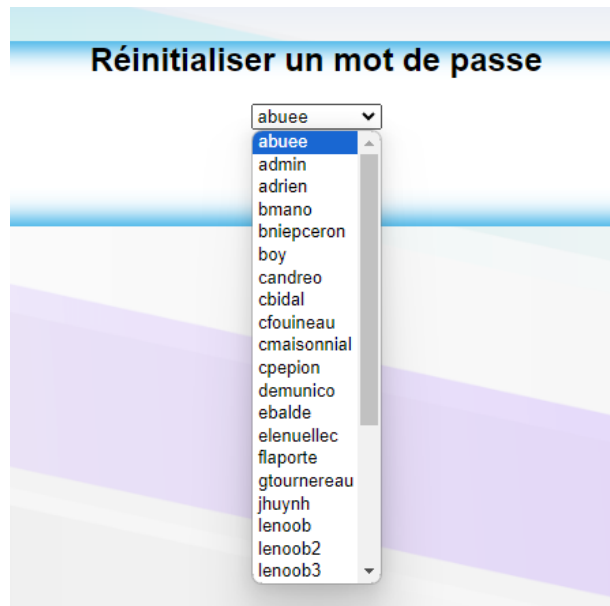 Réinitialiser un mot de passe
abuee
abuee
admin
adrien
bmano
bniepceron
boy
candreo
cbidal
cfouineau
cmaisonnial
cpepion
demunico
ebalde
elenuellec
flaporte
gtournereau
jhuynh
lenoob
lenoob2
lenoob3